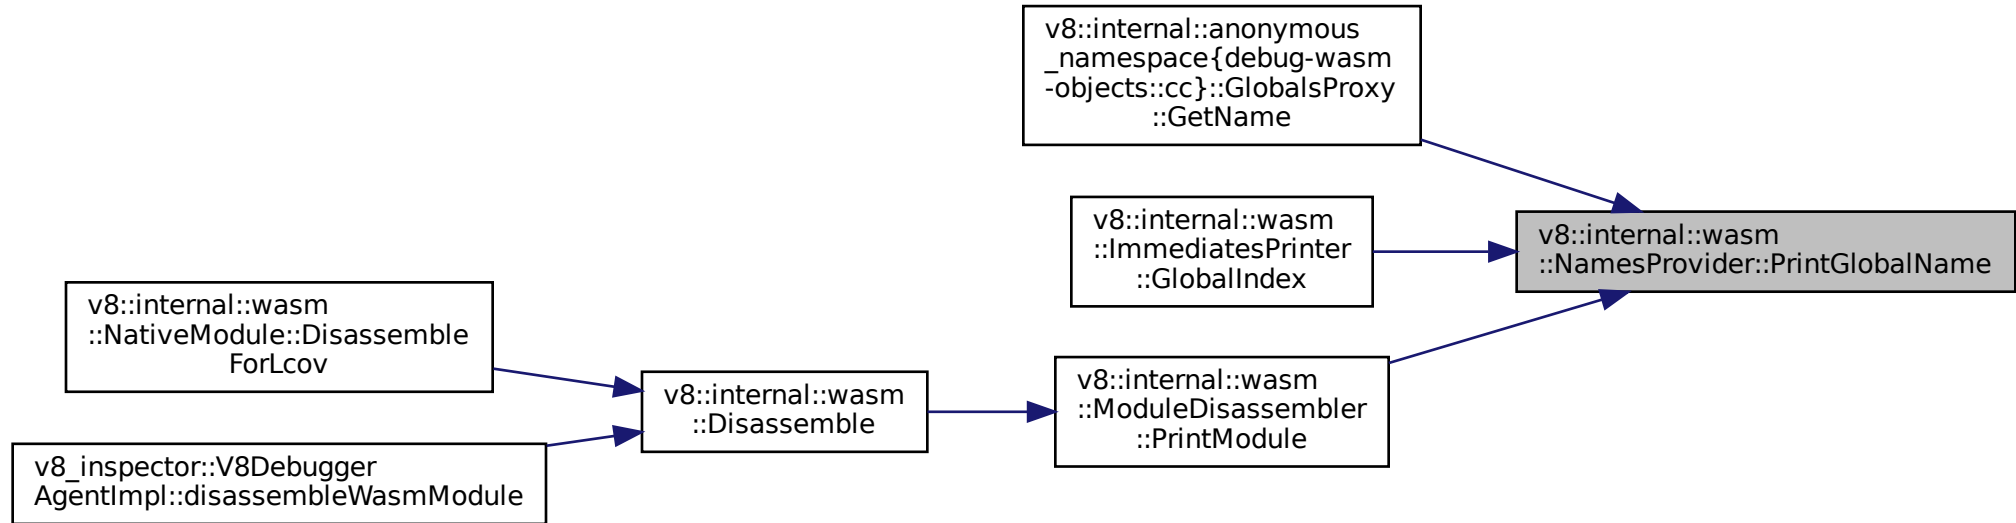 v8::internal::anonymous
_namespace{debug-wasm
-objects::cc}::GlobalsProxy
::GetName
v8::internal::wasm
::ImmediatesPrinter
::GlobalIndex
v8::internal::wasm
::NamesProvider::PrintGlobalName
v8::internal::wasm
::NativeModule::Disassemble
ForLcov
v8::internal::wasm
::Disassemble
v8::internal::wasm
::ModuleDisassembler
::PrintModule
v8_inspector::V8Debugger
AgentImpl::disassembleWasmModule